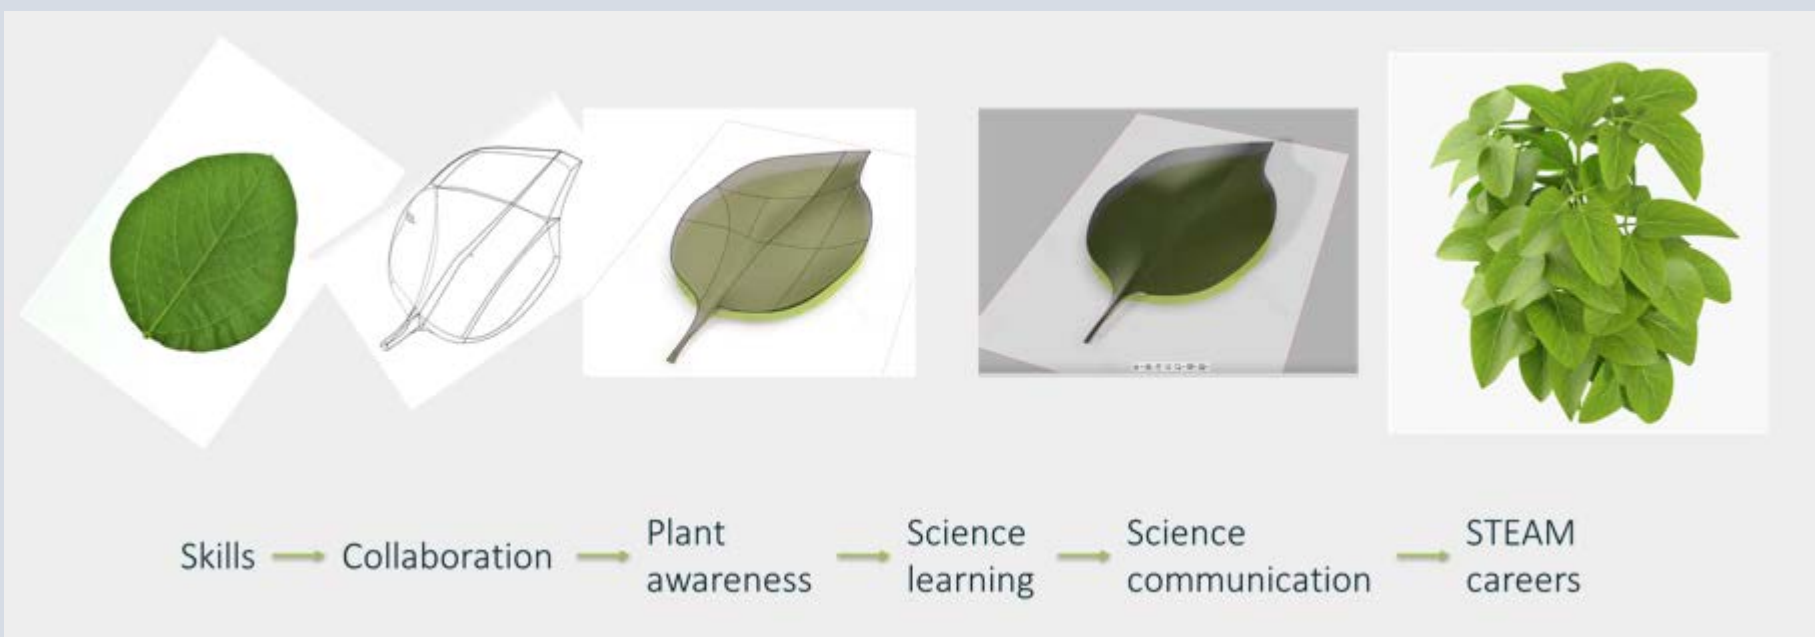 Skills
Collaboration
Plant
awareness
Science
learning
Science
communication
STEAM
careers